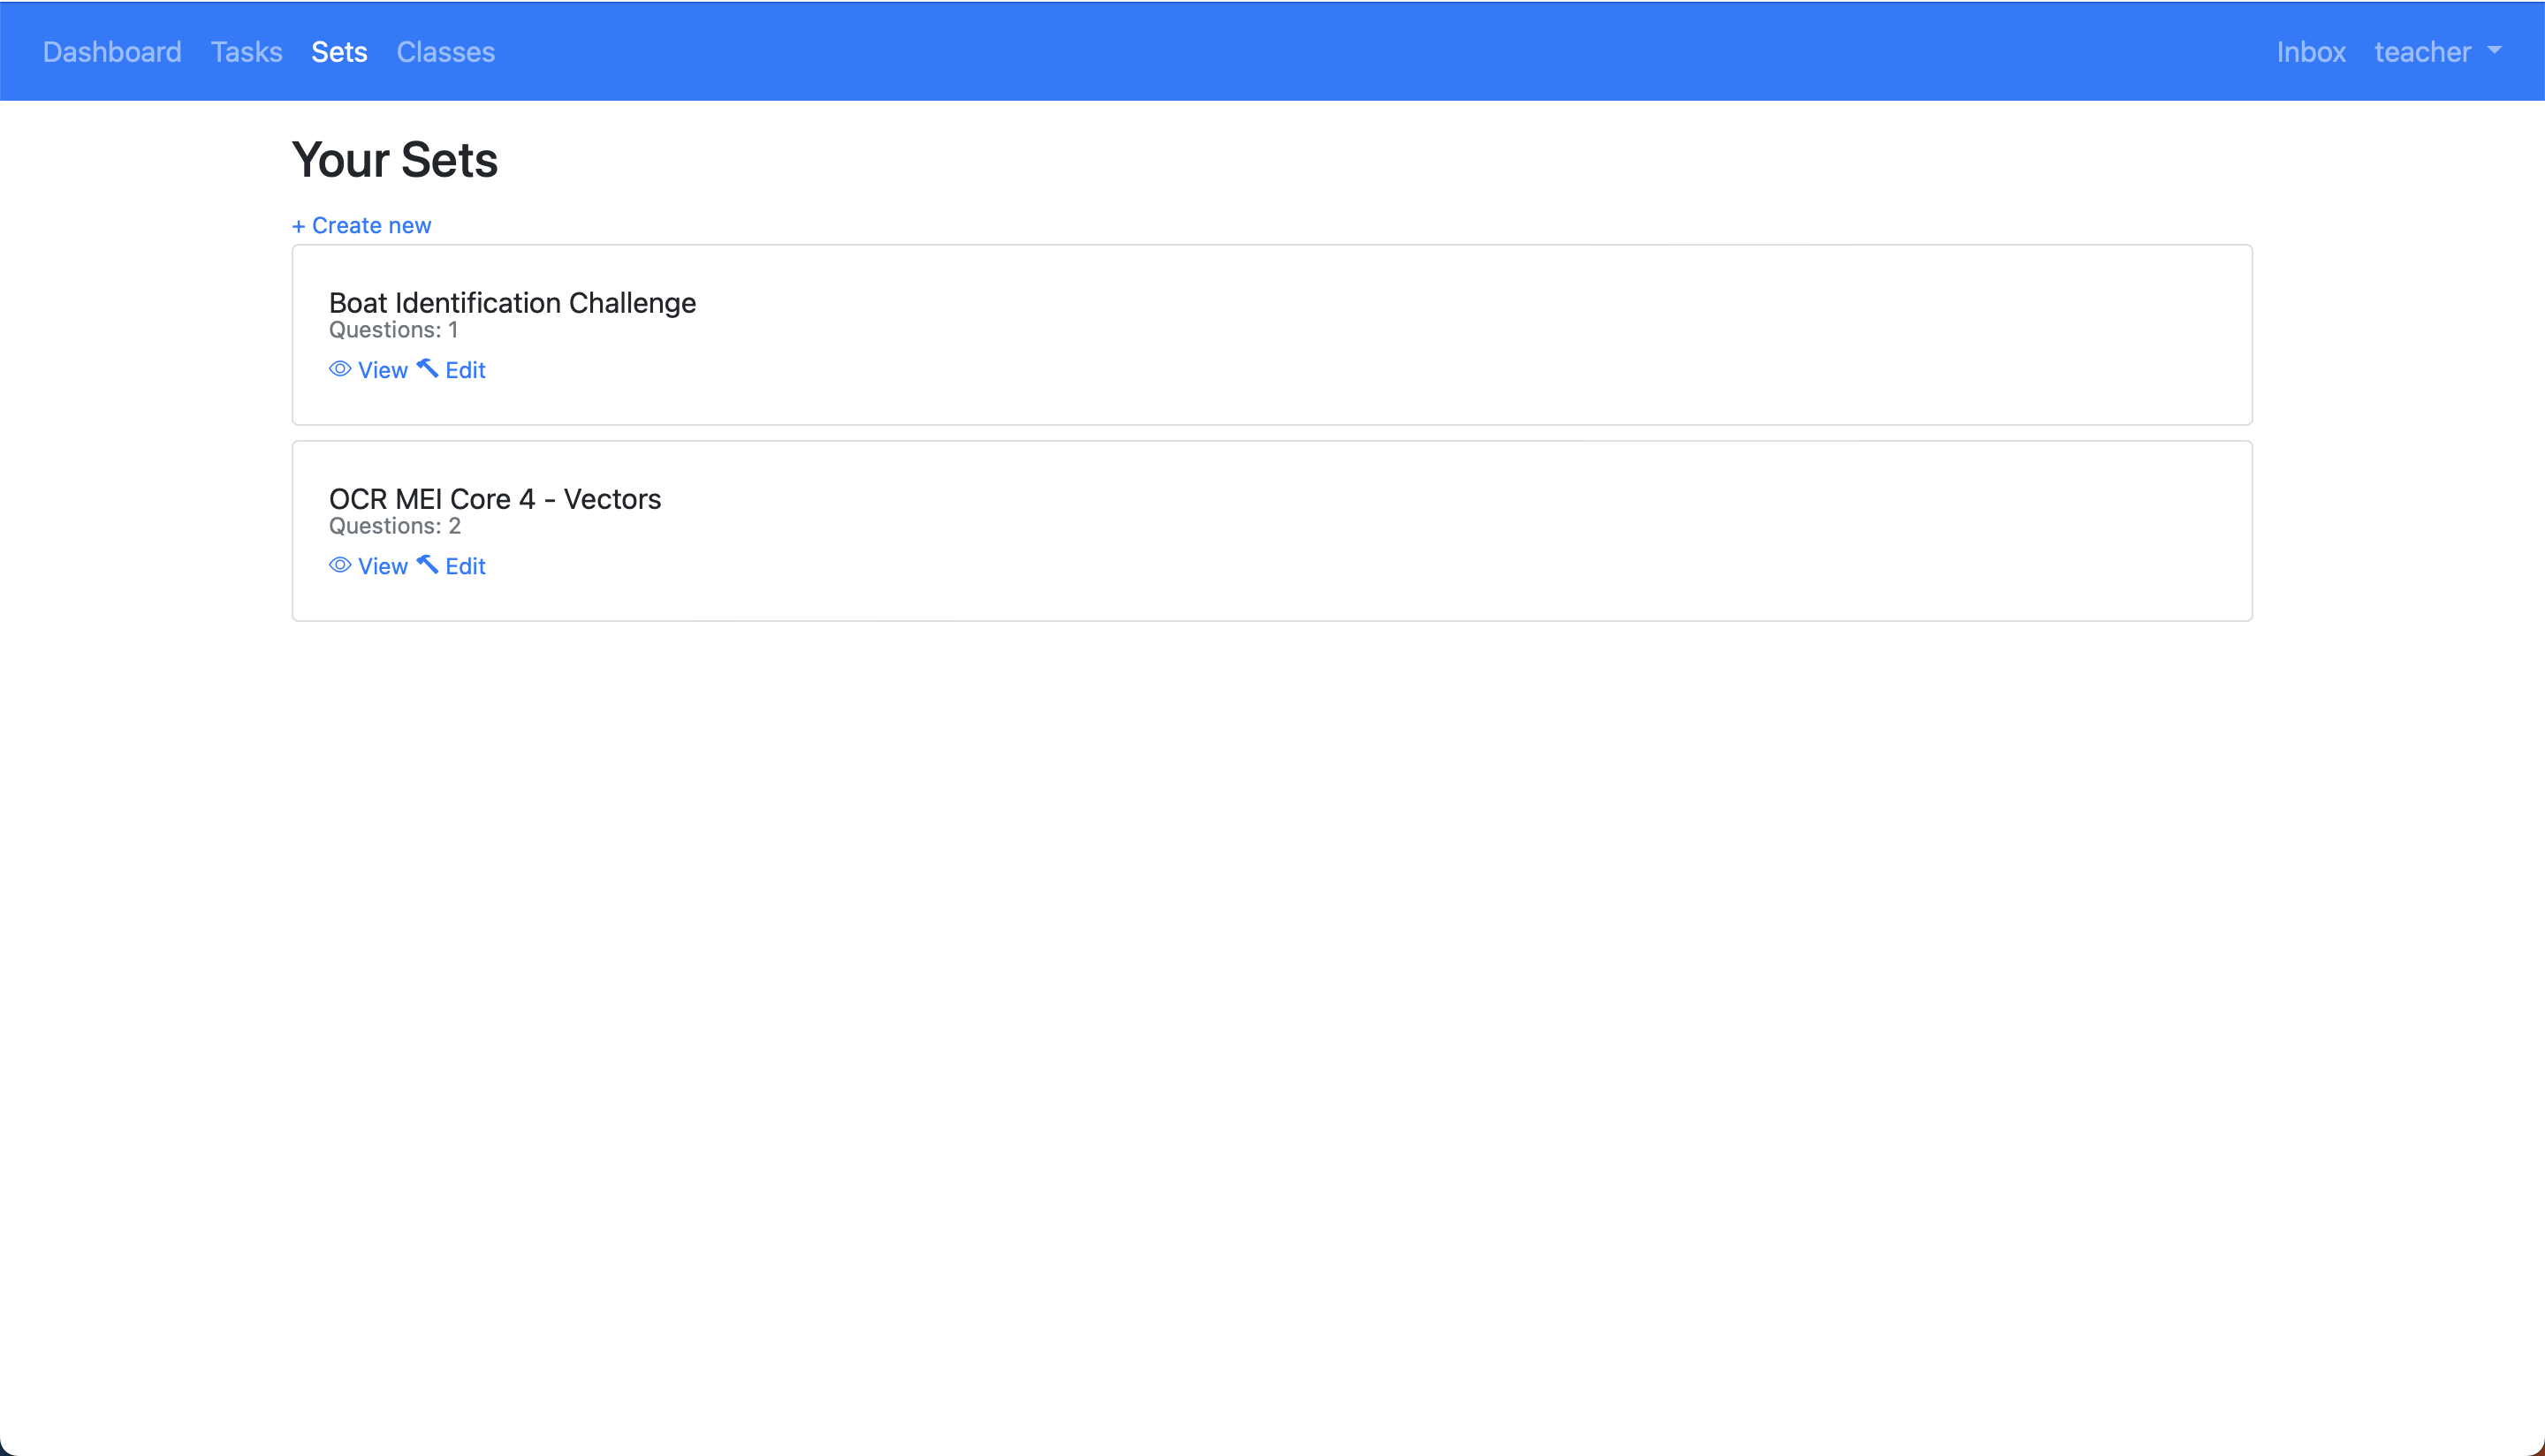 Dashboard Tasks Sets Classes Inbox teacher
Your Sets
+ Create new
Boat Identification Challenge
Questions: 1
View Edit
OCR MEI Core 4 - Vectors
Questions: 2
View Edit